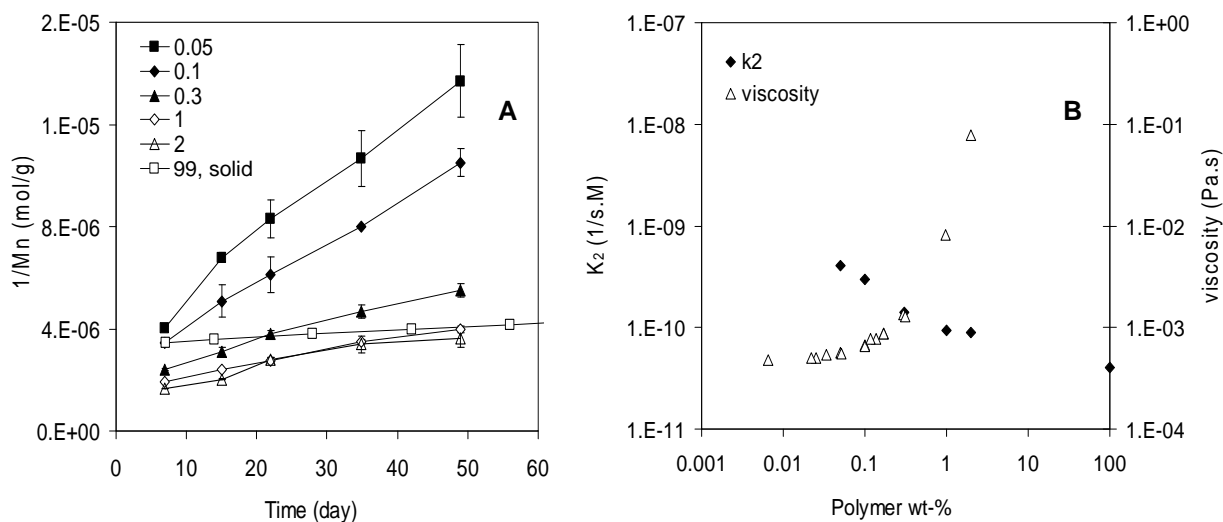 2.E-05
1.E-05
8.E-06
4.E-06
0.E+00
1/Mn (mol/g)
0.05
0.1
0.3
1
2
99, solid
A
0 10 20 30 40 50 60
Time (day)
1.E-07
1.E-08
1.E-09
1.E-10
1.E-11
K2 (1/s.M)
k2
viscosity
B
1.E+00
1.E-01
1.E-02
1.E-03
1.E-04
viscosity (Pa.s)
0.001 0.01 0.1 1 10 100
Polymer wt-%